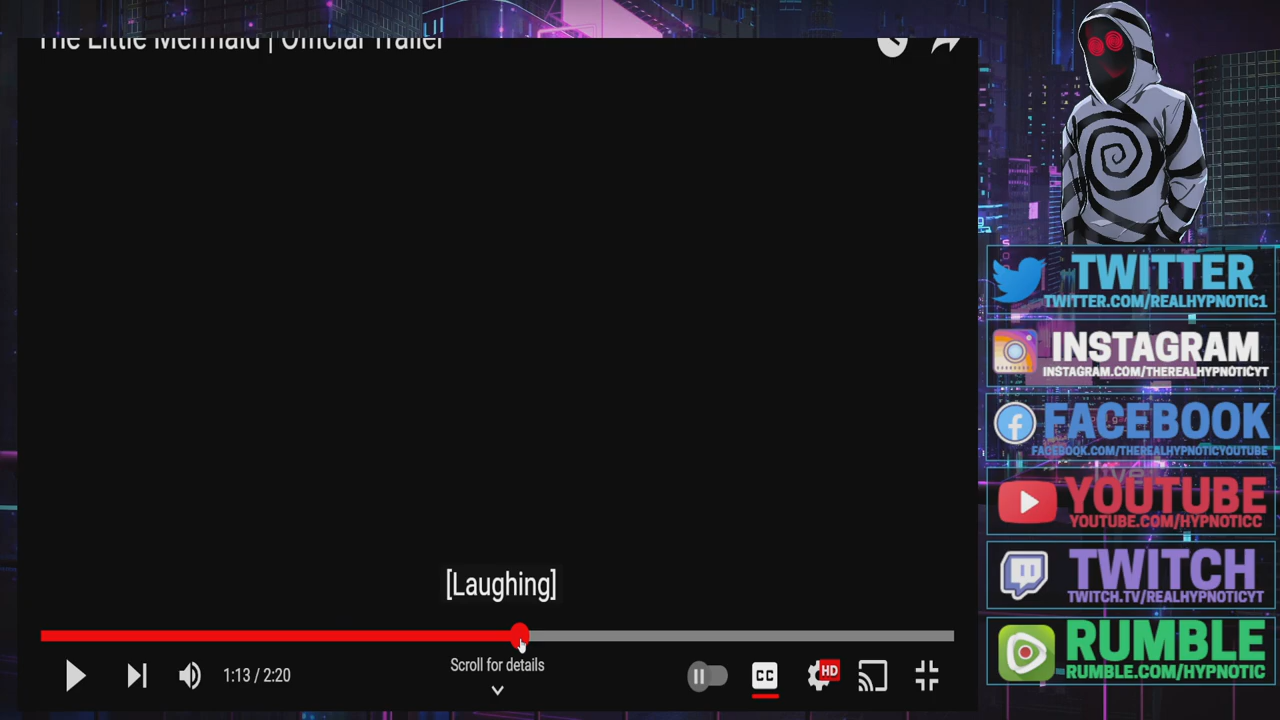 The Little Mermaid | Official Trailer
[Laughing]
1:13 / 2:20
Scroll for details
CC
HD
TWITTER
TWITTER.COM/REALHYPNOTIC1
INSTAGRAM
INSTAGRAM.COM/THEREALHYPNOTICYT
FACEBOOK
FACEBOOK.COM/THEREALHYPNOTICYOUTUBE
live
YOUTUBE
YOUTUBE.COM/HYPNOTICC
TWITCH
TWITCH.TV/REALHYPNOTICYT
RUMBLE
RUMBLE.COM/HYPNOTIC